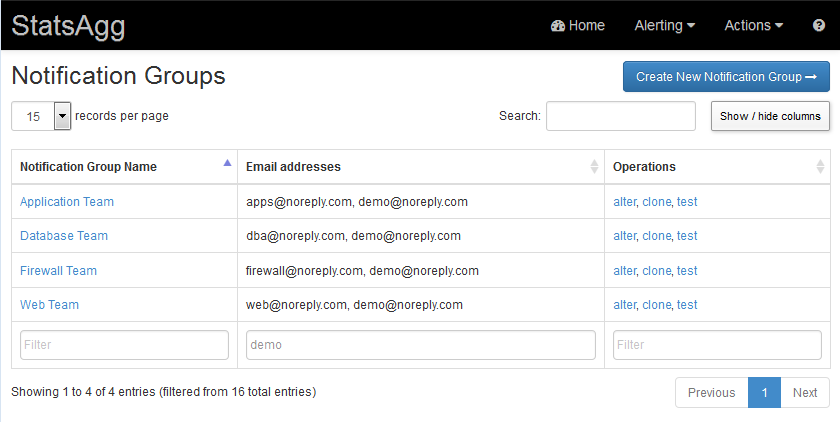 StatsAgg Home Alerting Actions
Notification Groups Create New Notification Group
15 records per page Search: Show / hide columns
Notification Group Name Email addresses Operations
Application Team apps@noreply.com, demo@noreply.com alter, clone, test
Database Team dba@noreply.com, demo@noreply.com alter, clone, test
Firewall Team firewall@noreply.com, demo@noreply.com alter, clone, test
Web Team web@noreply.com, demo@noreply.com alter, clone, test
Filter demo Filter
Showing 1 to 4 of 4 entries (filtered from 16 total entries) Previous 1 Next